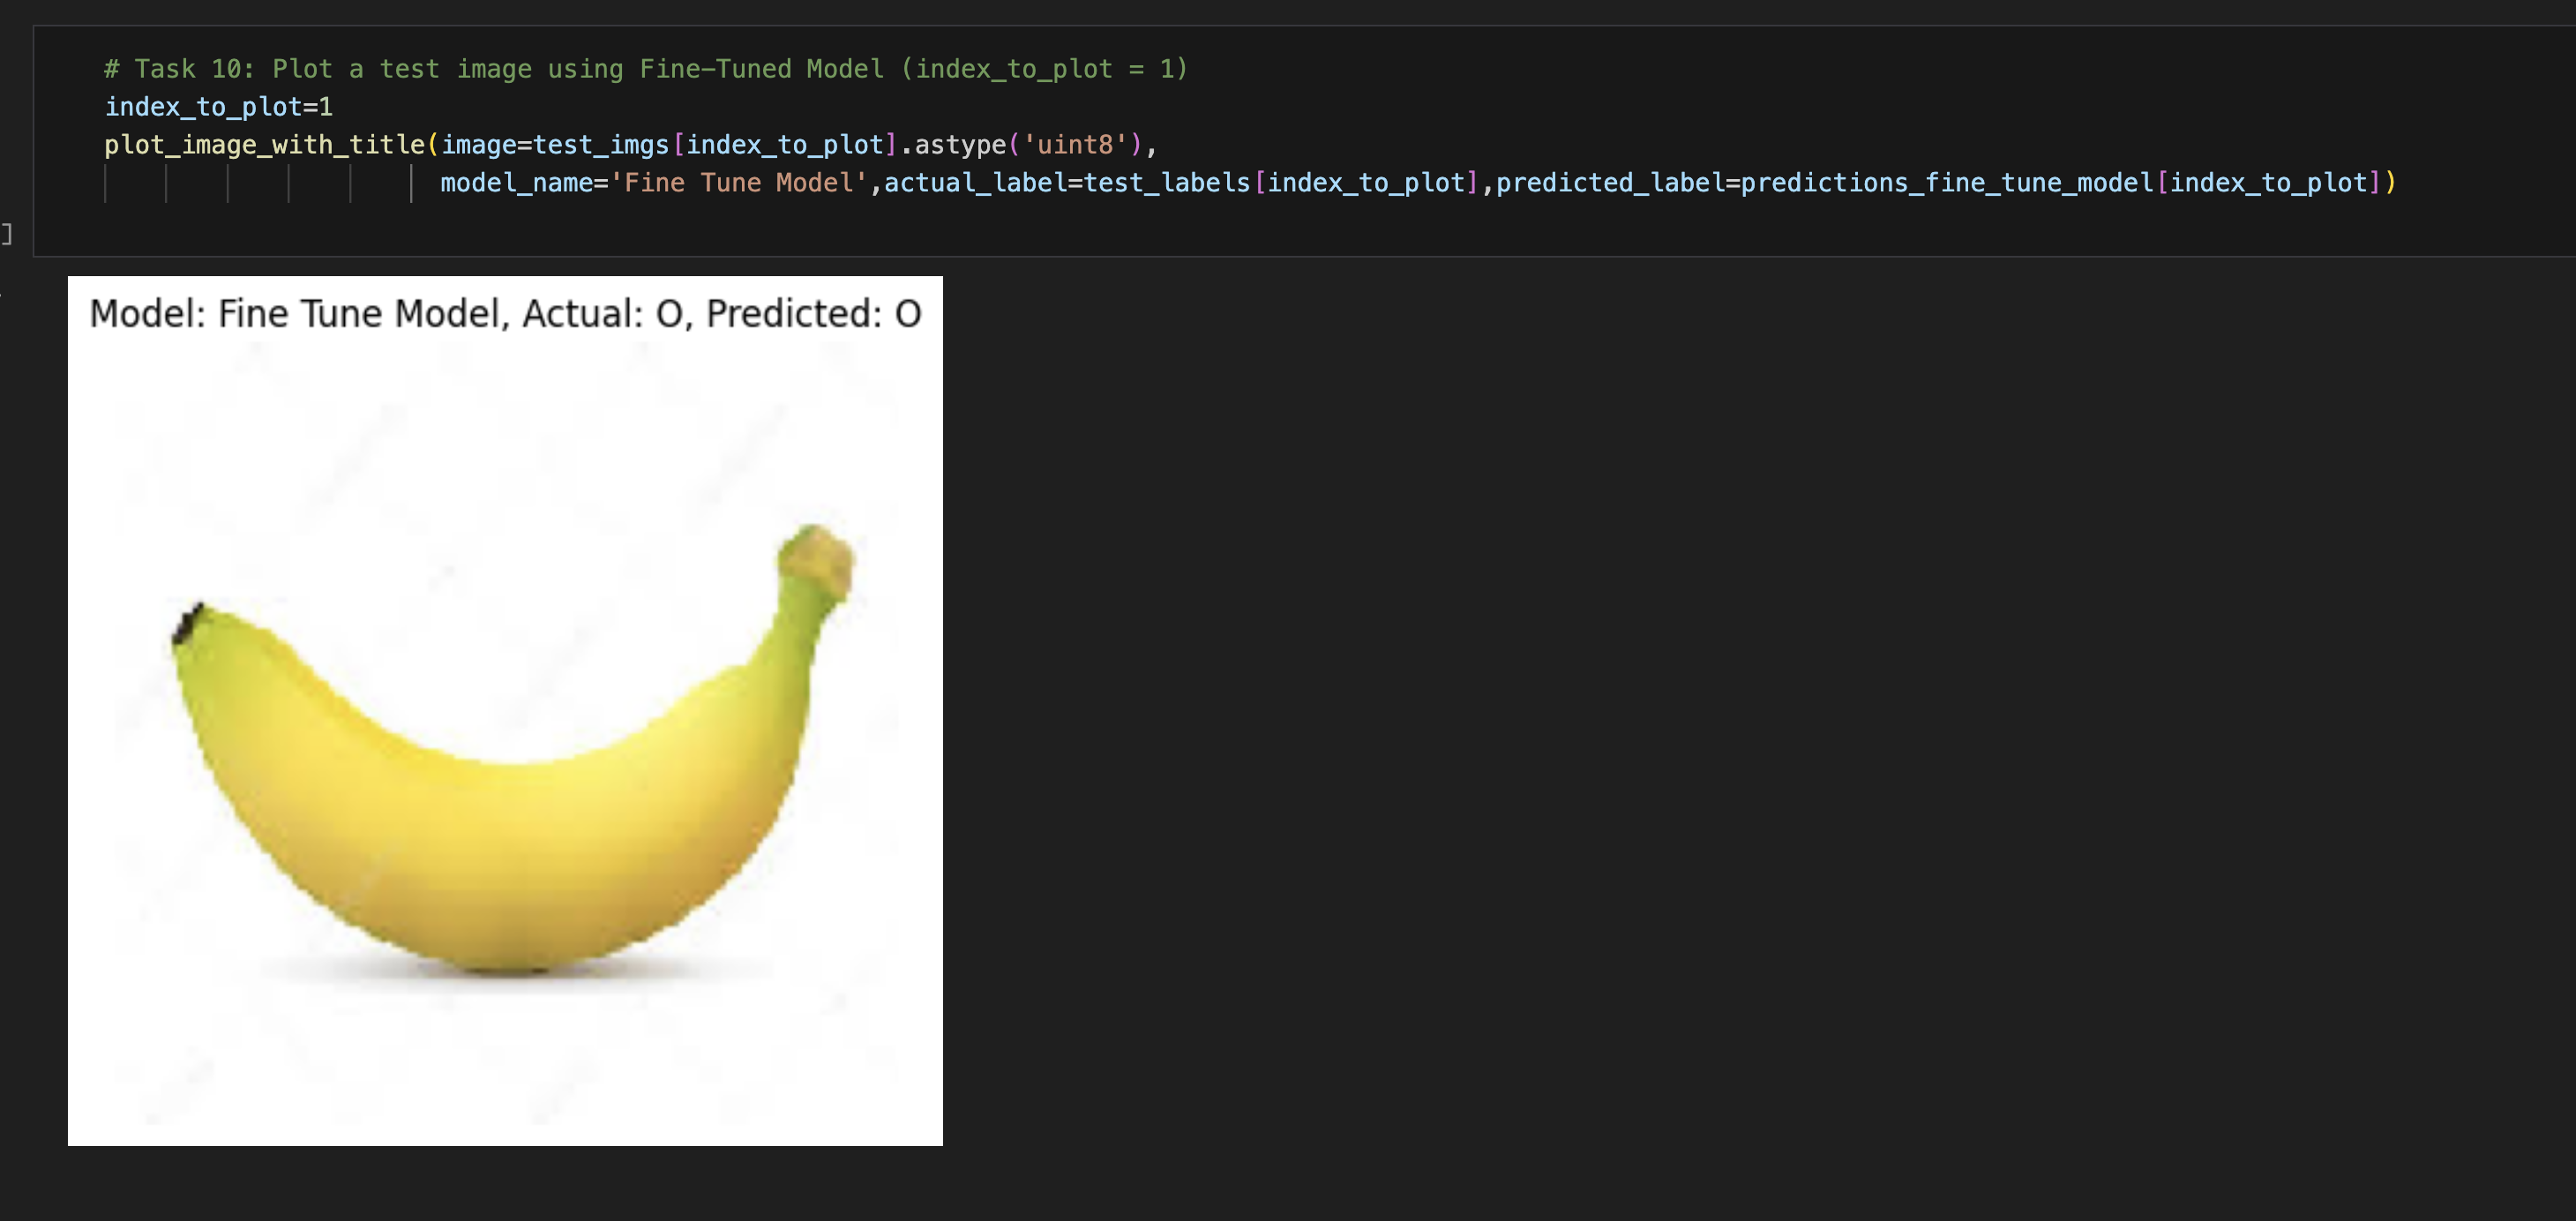 # Task 10: Plot a test image using Fine-Tuned Model (index_to_plot = 1)
index_to_plot=1
plot_image_with_title(image=test_imgs[index_to_plot].astype('uint8'),
model_name='Fine Tune Model',actual_label=test_labels[index_to_plot],predicted_label=predictions_fine_tune_model[index_to_plot])
]
Model: Fine Tune Model, Actual: O, Predicted: O